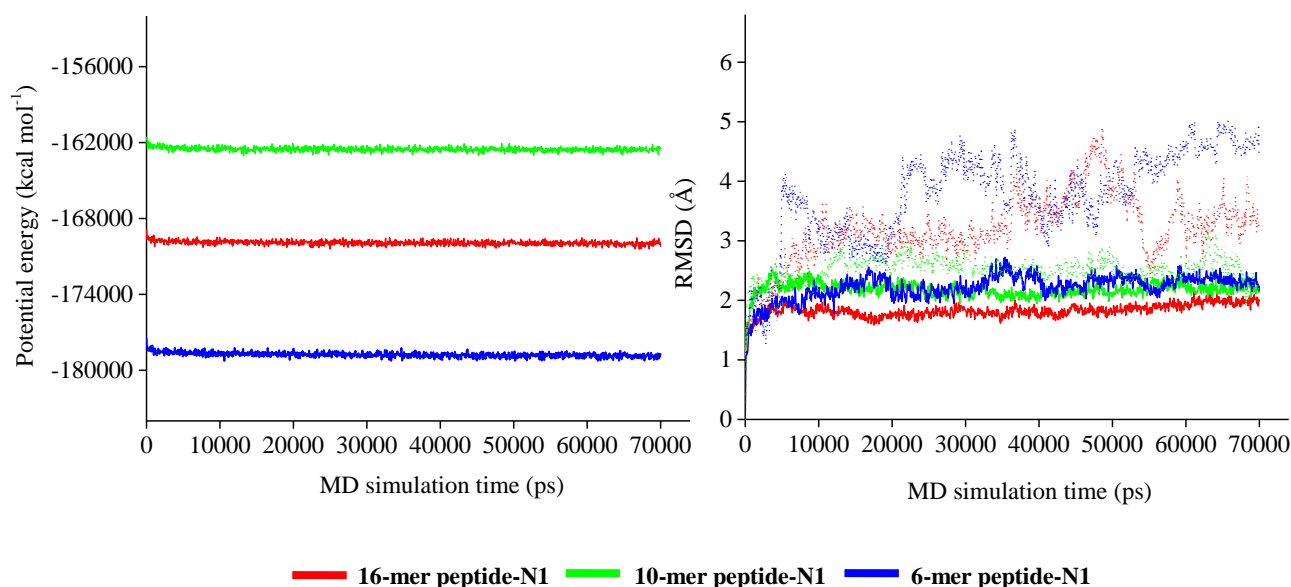 Potential energy (kcal mol⁻¹)
-156000
-162000
-168000
-174000
-180000
0 10000 20000 30000 40000 50000 60000 70000
MD simulation time (ps)
RMSD (Å)
6
5
4
3
2
1
0
0 10000 20000 30000 40000 50000 60000 70000
MD simulation time (ps)
16-mer peptide-N1 10-mer peptide-N1 6-mer peptide-N1